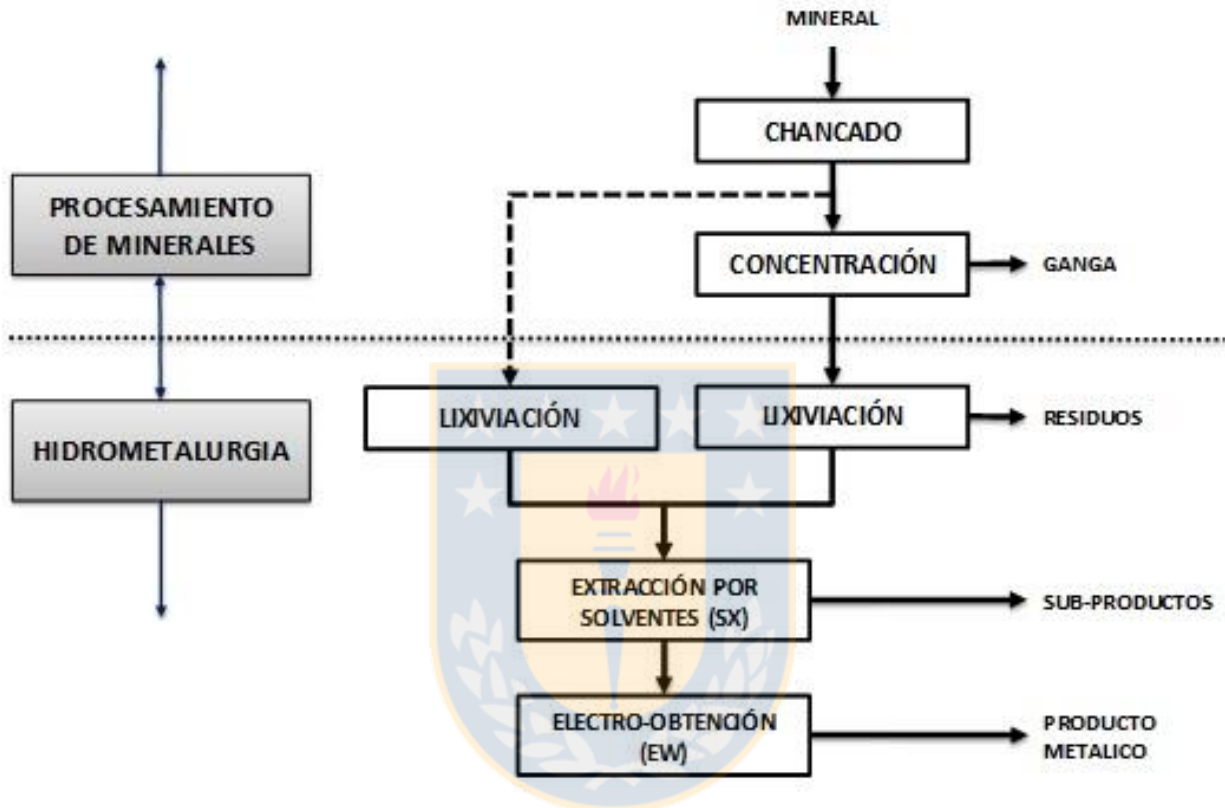 MINERAL
CHANCADO
PROCESAMIENTO
DE MINERALES
CONCENTRACIÓN
GANGA
LIXIVIACIÓN
LIXIVIACIÓN
RESIDUOS
HIDROMETALURGIA
EXTRACCIÓN POR
SOLVENTES (SX)
SUB-PRODUCTOS
ELECTRO-OBTENCIÓN
(EW)
PRODUCTO
METALICO